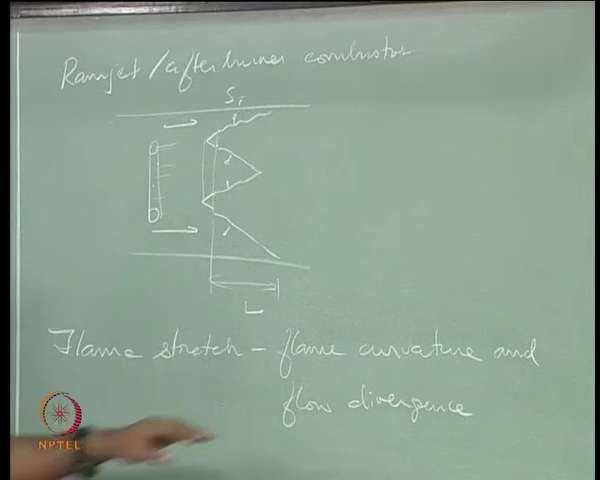 Ramjet/afterburner combustor
S_T
L
Flame stretch – flame curvature and
flow divergence
NPTEL